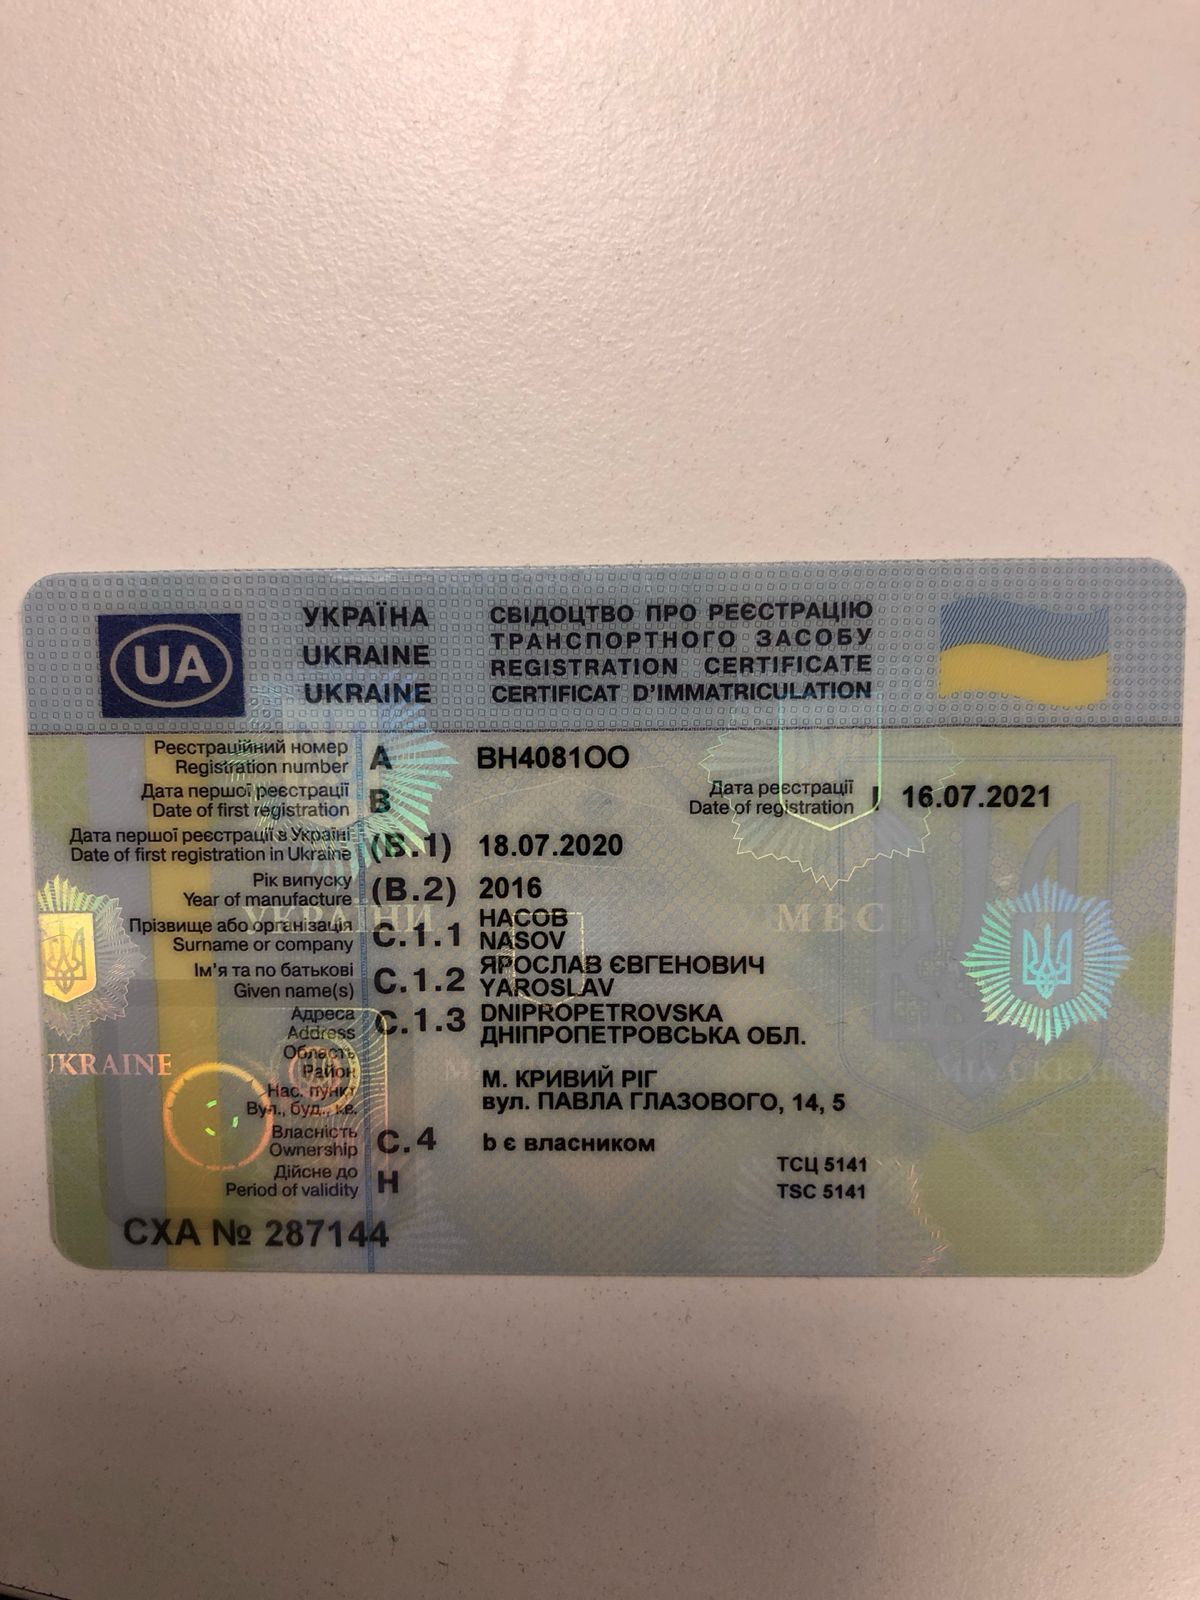 UA
УКРАЇНА
UKRAINE
UKRAINE
СВІДОЦТВО ПРО РЕЄСТРАЦІЮ
ТРАНСПОРТНОГО ЗАСОБУ
REGISTRATION CERTIFICATE
CERTIFICAT D'IMMATRICULATION
Реєстраційний номер
Registration number
A
BH4081OO
Дата першої реєстрації
Date of first registration
B
Дата реєстрації
Date of registration
I
16.07.2021
Дата першої реєстрації в Україні
Date of first registration in Ukraine
(B.1)
18.07.2020
Рік випуску
Year of manufacture
(B.2)
2016
УКРАЇНИ
МВС
Прізвище або організація
Surname or company
C.1.1
НАСОВ
NASOV
Ім'я та по батькові
Given name(s)
C.1.2
ЯРОСЛАВ ЄВГЕНОВИЧ
YAROSLAV
Адреса
Address
Область
Район
Нас. пункт
Вул., буд., кв.
C.1.3
DNIPROPETROVSKA
ДНІПРОПЕТРОВСЬКА ОБЛ.
М. КРИВИЙ РІГ
вул. ПАВЛА ГЛАЗОВОГО, 14, 5
UKRAINE
Власність
Ownership
C.4
b є власником
Дійсне до
Period of validity
H
ТСЦ 5141
TSC 5141
СХА № 287144